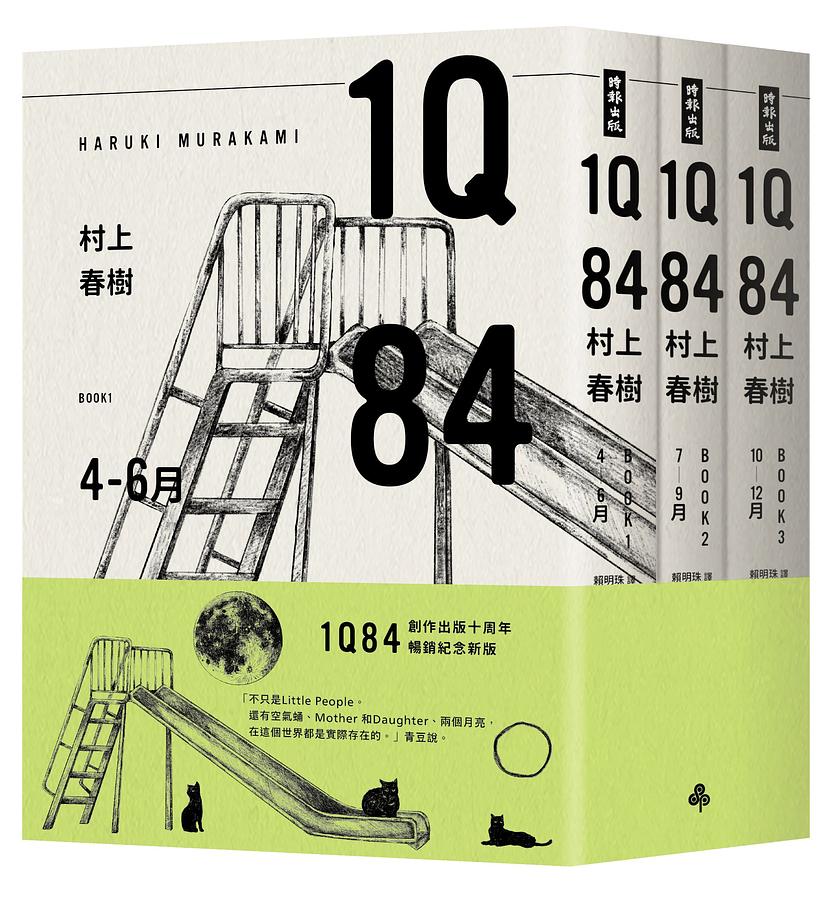 HARUKI MURAKAMI
1Q
84
村上
春樹
BOOK1
4-6月
1Q84
創作出版十周年
暢銷紀念新版
「不只是Little People。
還有空氣蛹、Mother 和Daughter、兩個月亮，
在這個世界都是實際存在的。」青豆說。
時報出版
1Q
84
村上
春樹
BOOK1
4—6月
賴明珠 譯
時報出版
1Q
84
村上
春樹
BOOK2
7—9月
賴明珠 譯
時報出版
1Q
84
村上
春樹
BOOK3
10—12月
賴明珠 譯